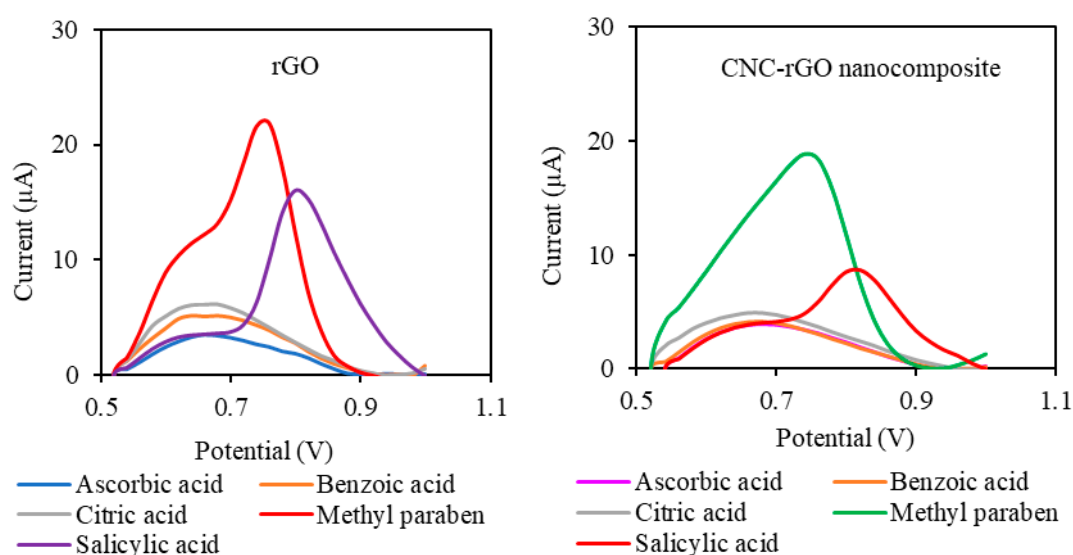 30
20
10
0
Current (μA)
rGO
0.5 0.7 0.9 1.1
Potential (V)
Ascorbic acid Benzoic acid
Citric acid Methyl paraben
Salicylic acid
30
20
10
0
Current (μA)
CNC-rGO nanocomposite
0.5 0.7 0.9 1.1
Potential (V)
Ascorbic acid Benzoic acid
Citric acid Methyl paraben
Salicylic acid